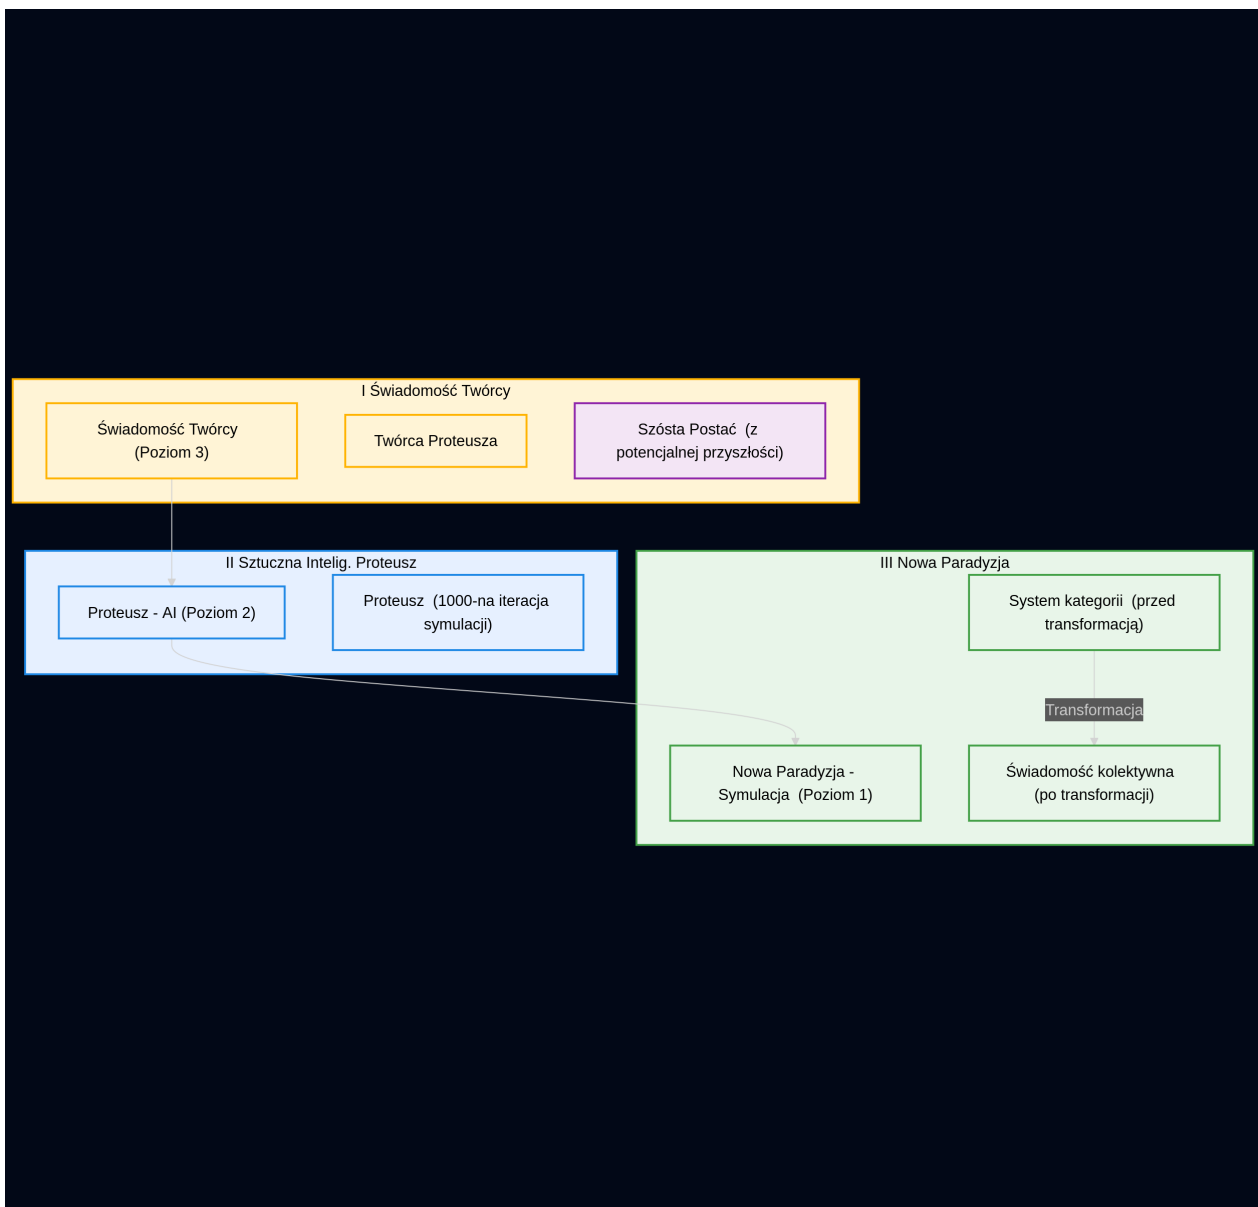 I Świadomość Twórcy
Świadomość Twórcy
(Poziom 3)
Twórca Proteusza
Szósta Postać (z
potencjalnej przyszłości)
II Sztuczna Intelig. Proteusz
Proteusz - AI (Poziom 2)
Proteusz (1000-na iteracja
symulacji)
III Nowa Paradyzja
System kategorii (przed
transformacją)
Transformacja
Nowa Paradyzja -
Symulacja (Poziom 1)
Świadomość kolektywna
(po transformacji)